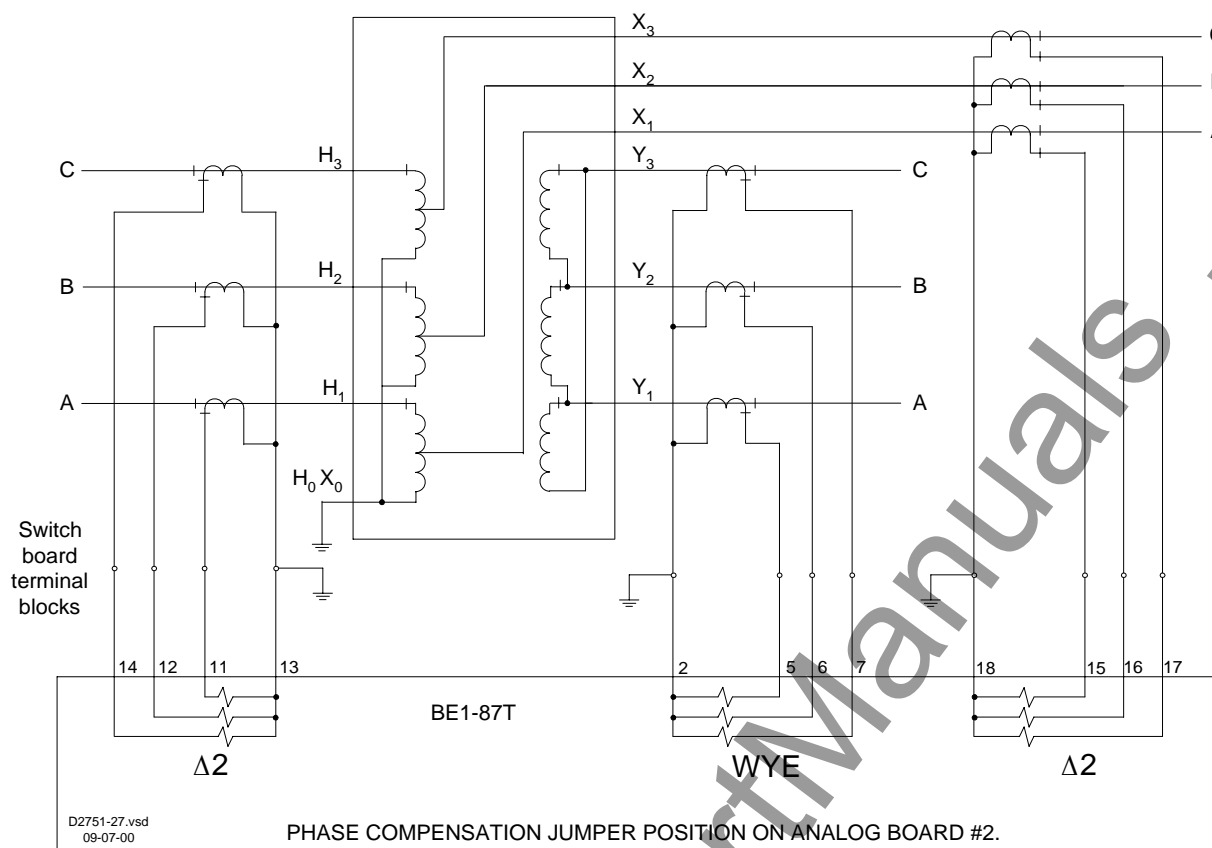 X3
X2
X1
C H3 Y3 C
B H2 Y2 B
A H1 Y1 A
H0 X0
Switch
board
terminal
blocks
14 12 11 13 2 5 6 7 18 15 16 17
BE1-87T
Δ2 WYE Δ2
D2751-27.vsd
09-07-00
PHASE COMPENSATION JUMPER POSITION ON ANALOG BOARD #2.